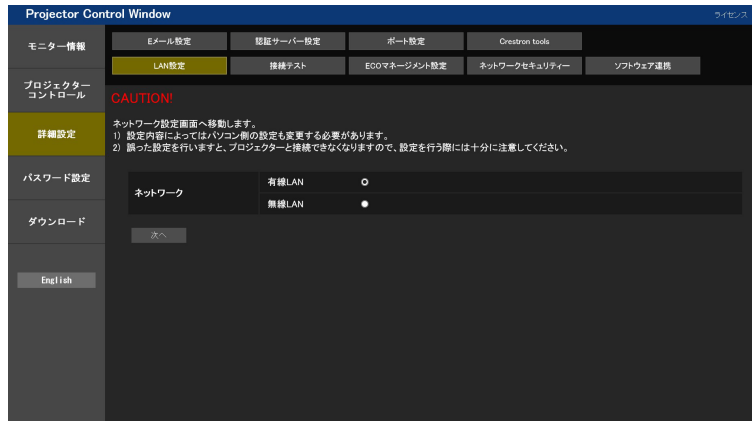 Projector Control Window
ライセンス
モニター情報
プロジェクター
コントロール
詳細設定
パスワード設定
ダウンロード
English
Eメール設定
認証サーバー設定
ポート設定
Crestron tools
LAN設定
接続テスト
ECOマネージメント設定
ネットワークセキュリティー
ソフトウェア連携
CAUTION!
ネットワーク設定画面へ移動します。
1) 設定内容によってはパソコン側の設定も変更する必要があります。
2) 誤った設定を行いますと、プロジェクターと接続できなくなりますので、設定を行う際には十分に注意してください。
ネットワーク
有線LAN
無線LAN
次へ